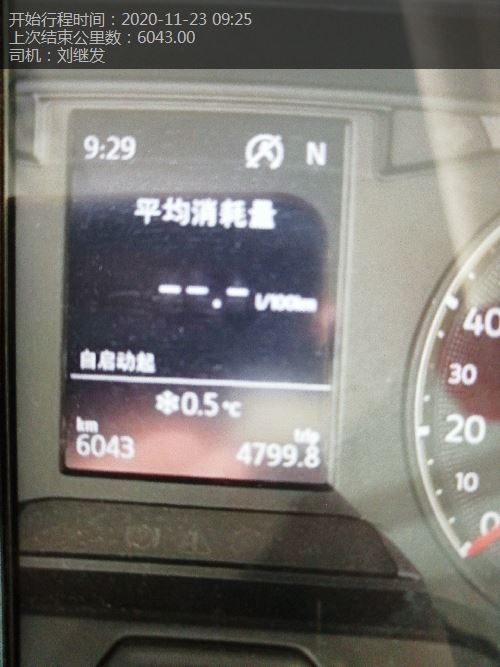 开始行程时间：2020-11-23 09:25
上次结束公里数：6043.00
司机：刘继发
9:29 N
平均消耗量
--.- l/100km
自启动起
❄0.5 ℃
km trip
6043 4799.8
40
30
20
10
0